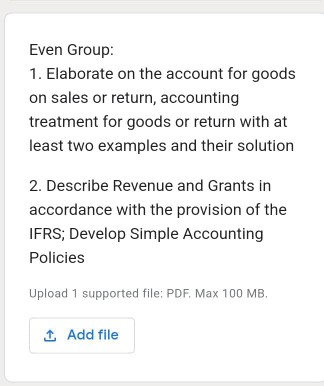 Even Group:
1. Elaborate on the account for goods
on sales or return, accounting
treatment for goods or return with at
least two examples and their solution
2. Describe Revenue and Grants in
accordance with the provision of the
IFRS; Develop Simple Accounting
Policies
Upload 1 supported file: PDF. Max 100 MB.
Add file